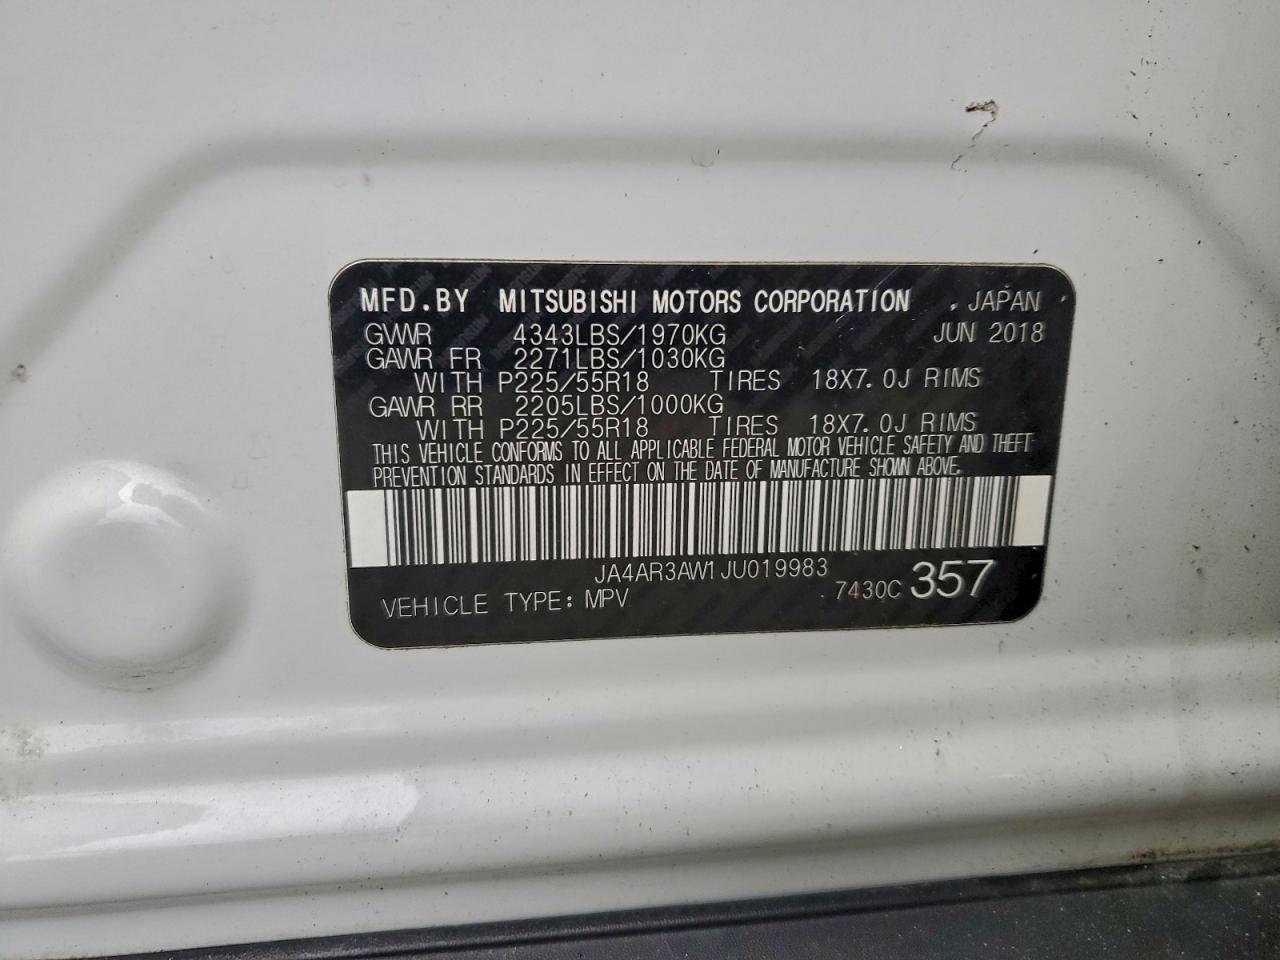 MFD.BY MITSUBISHI MOTORS CORPORATION . JAPAN
GVWR 4343LBS/1970KG JUN 2018
GAWR FR 2271LBS/1030KG
WITH P225/55R18 TIRES 18X7.0J RIMS
GAWR RR 2205LBS/1000KG
WITH P225/55R18 TIRES 18X7.0J RIMS
THIS VEHICLE CONFORMS TO ALL APPLICABLE FEDERAL MOTOR VEHICLE SAFETY AND THEFT
PREVENTION STANDARDS IN EFFECT ON THE DATE OF MANUFACTURE SHOWN ABOVE.
JA4AR3AW1JU019983
VEHICLE TYPE: MPV 7430C 357